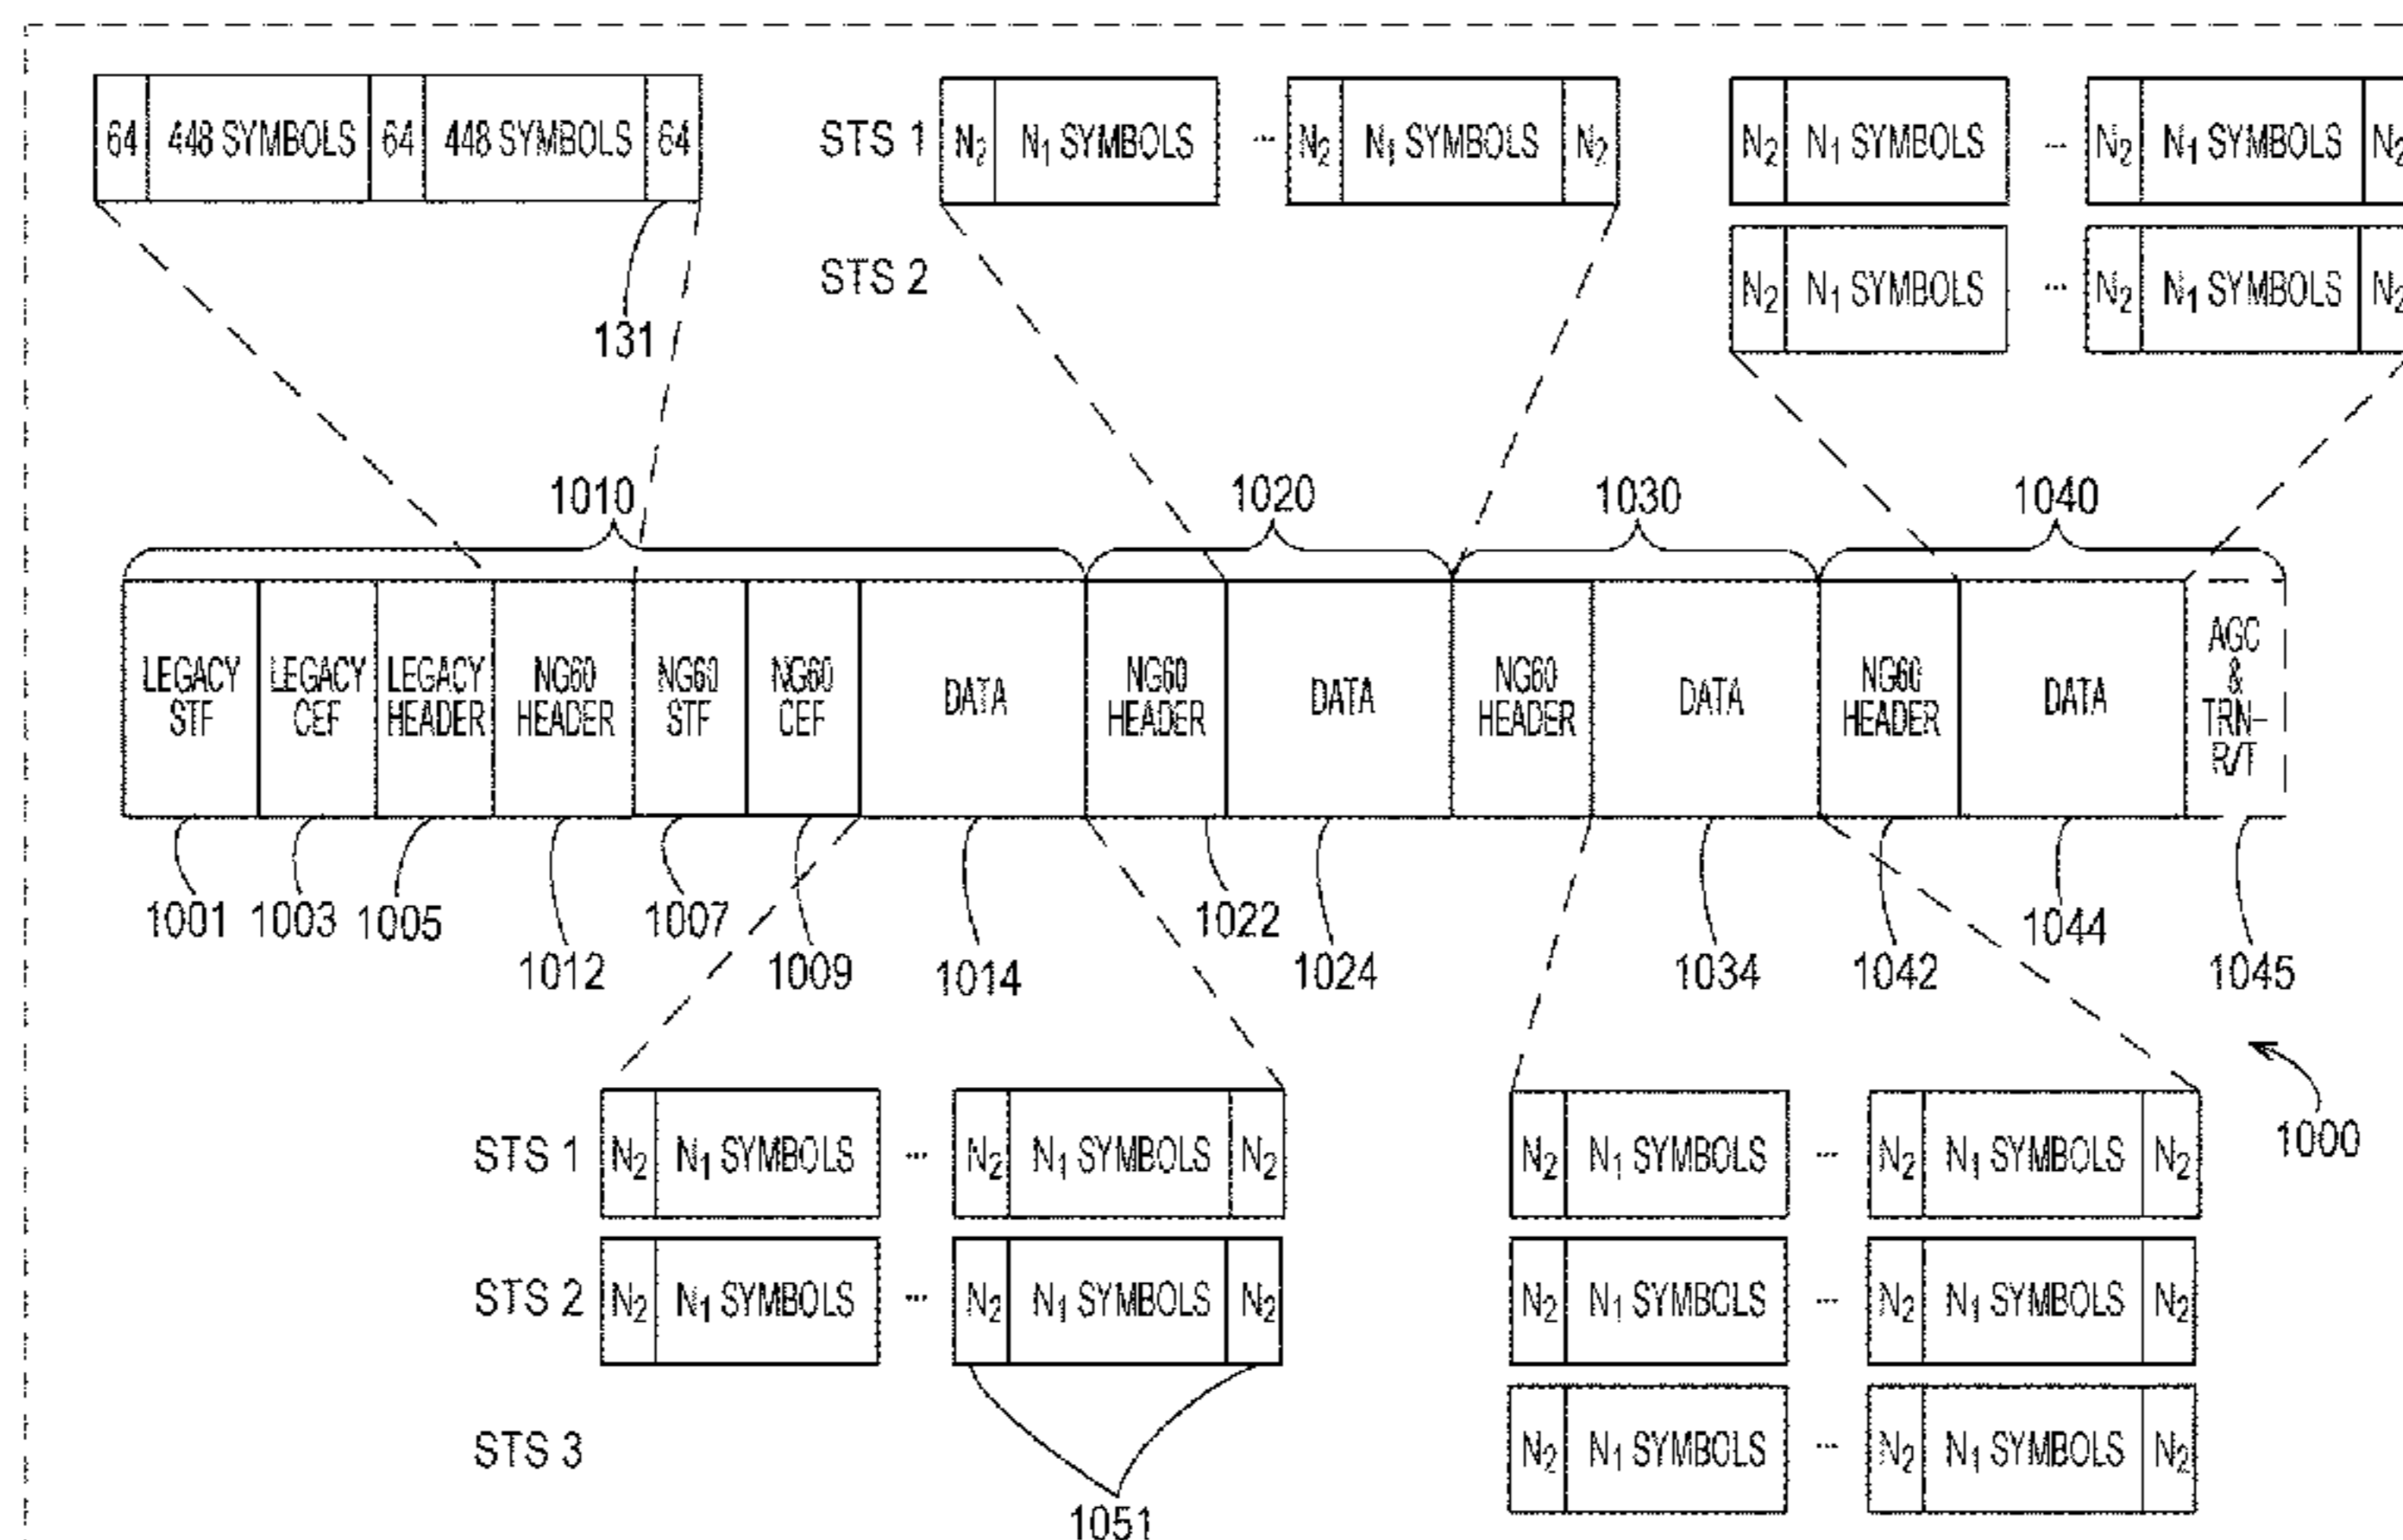 64 448 SYMBOLS 64 448 SYMBOLS 64
STS 1 N₂ N₁ SYMBOLS ... N₂ N₁ SYMBOLS N₂
N₂ N₁ SYMBOLS ... N₂ N₁ SYMBOLS N₂
STS 2
N₂ N₁ SYMBOLS ... N₂ N₁ SYMBOLS N₂
131
1010 1020 1030 1040
LEGACY STF
LEGACY CEF
LEGACY HEADER
NG60 HEADER
NG60 STF
NG60 CEF
DATA
NG60 HEADER
DATA
NG60 HEADER
DATA
NG60 HEADER
DATA
AGC & TRN-R/T
1001 1003 1005 1007 1022 1044
1012 1009 1014 1024 1034 1042 1045
STS 1 N₂ N₁ SYMBOLS ... N₂ N₁ SYMBOLS N₂
N₂ N₁ SYMBOLS ... N₂ N₁ SYMBOLS N₂
1000
STS 2 N₂ N₁ SYMBOLS ... N₂ N₁ SYMBOLS N₂
N₂ N₁ SYMBOLS ... N₂ N₁ SYMBOLS N₂
STS 3
N₂ N₁ SYMBOLS ... N₂ N₁ SYMBOLS N₂
1051